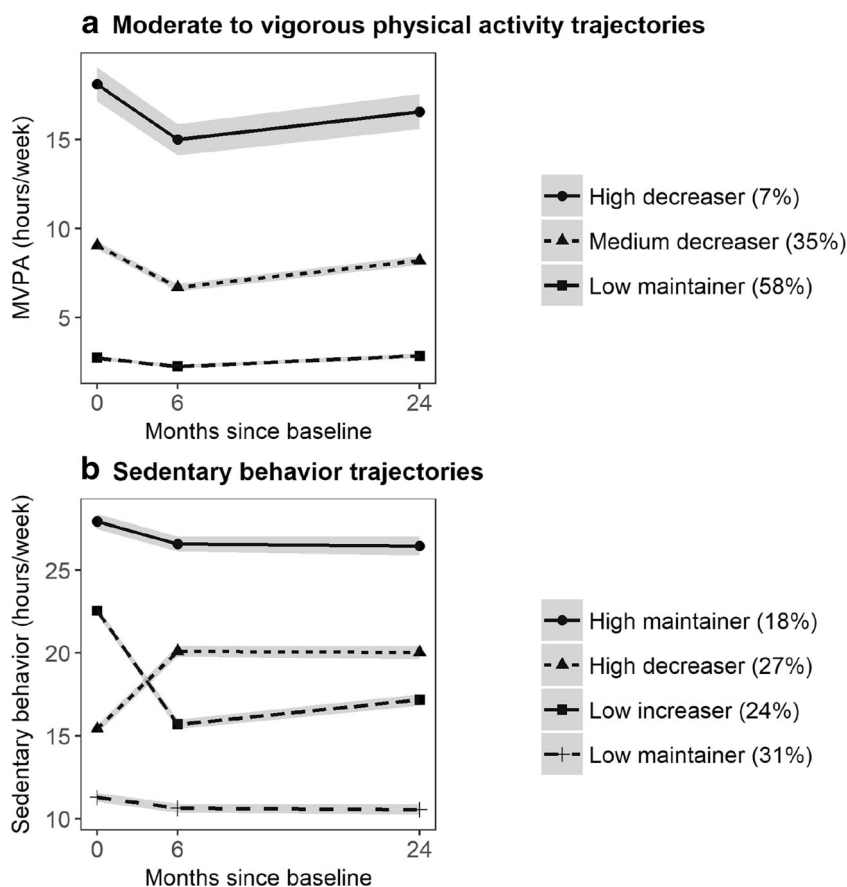 a Moderate to vigorous physical activity trajectories
MVPA (hours/week)
15
10
5
0 6 24
Months since baseline
High decreaser (7%)
Medium decreaser (35%)
Low maintainer (58%)
b Sedentary behavior trajectories
Sedentary behavior (hours/week)
25
20
15
10
0 6 24
Months since baseline
High maintainer (18%)
High decreaser (27%)
Low increaser (24%)
Low maintainer (31%)